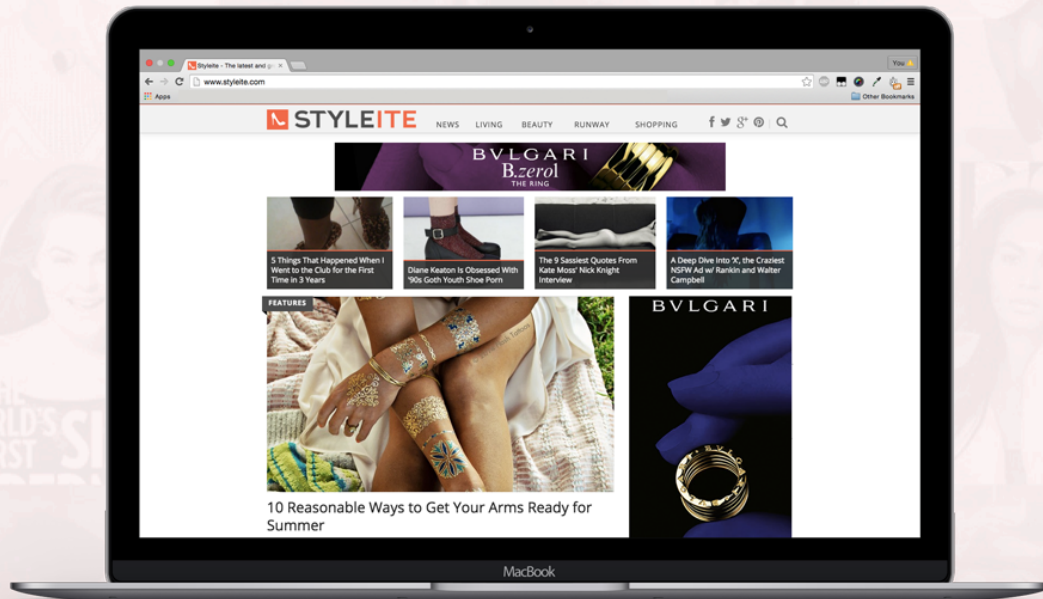 Styleite - The latest and g
You
www.styleite.com
Apps
Other Bookmarks
STYLEITE
NEWS LIVING BEAUTY RUNWAY SHOPPING
BVLGARI
B.zero1
THE RING
5 Things That Happened When I
Went to the Club for the First
Time in 3 Years
Diane Keaton Is Obsessed With
'90s Goth Youth Shoe Porn
The 9 Sassiest Quotes From
Kate Moss' Nick Knight
Interview
A Deep Dive Into 'X', the Craziest
NSFW Ad w/ Rankin and Walter
Campbell
FEATURES
BVLGARI
BVLGARI
10 Reasonable Ways to Get Your Arms Ready for
Summer
MacBook